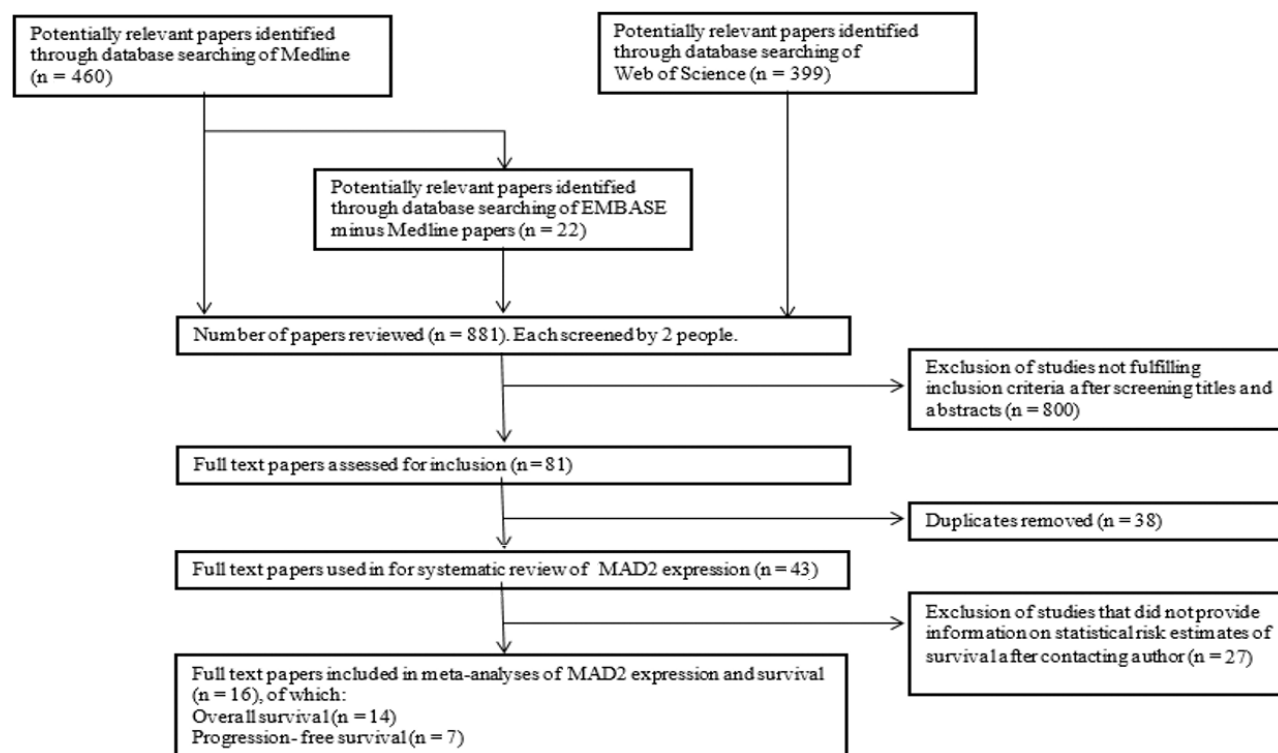 Potentially relevant papers identified
through database searching of Medline
(n = 460)
Potentially relevant papers identified
through database searching of
Web of Science (n = 399)
Potentially relevant papers identified
through database searching of EMBASE
minus Medline papers (n = 22)
Number of papers reviewed (n = 881). Each screened by 2 people.
Exclusion of studies not fulfilling
inclusion criteria after screening titles and
abstracts (n = 800)
Full text papers assessed for inclusion (n = 81)
Duplicates removed (n = 38)
Full text papers used in for systematic review of MAD2 expression (n = 43)
Exclusion of studies that did not provide
information on statistical risk estimates of
survival after contacting author (n = 27)
Full text papers included in meta-analyses of MAD2 expression and survival
(n = 16), of which:
Overall survival (n = 14)
Progression- free survival (n = 7)